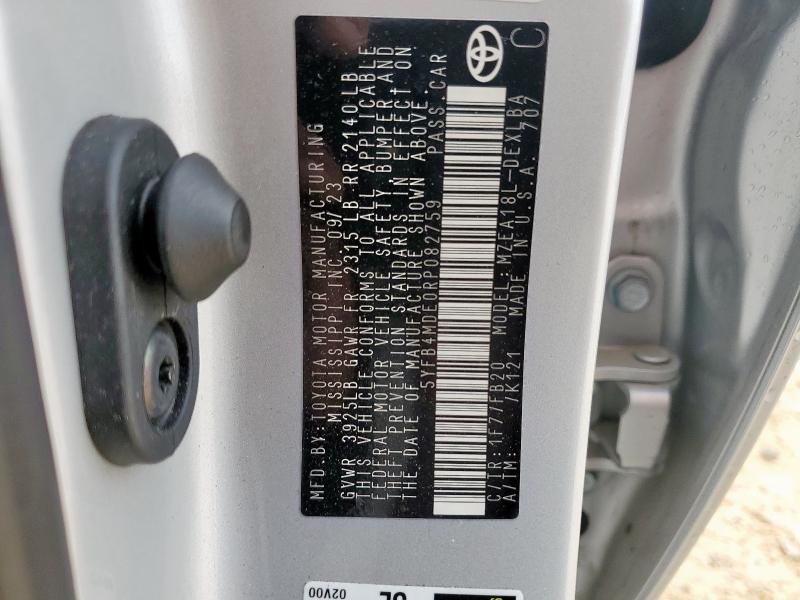 MFD BY: TOYOTA MOTOR MANUFACTURING
MISSISSIPPI INC. 09/23
GVWR 3925LB GAWR FR 2315 LB RR 2140 LB
THIS VEHICLE CONFORMS TO ALL APPLICABLE
FEDERAL MOTOR VEHICLE SAFETY, BUMPER AND
THEFT PREVENTION STANDARDS IN EFFECT ON
THE DATE OF MANUFACTURE SHOWN ABOVE.
5YFB4MDE0RP082759 PASS.CAR
C/TR: 1F7/FB20 MODEL: MZEA18L-DEXLBA
A/TM: /K121 MADE IN U.S.A. 707
C
02V00